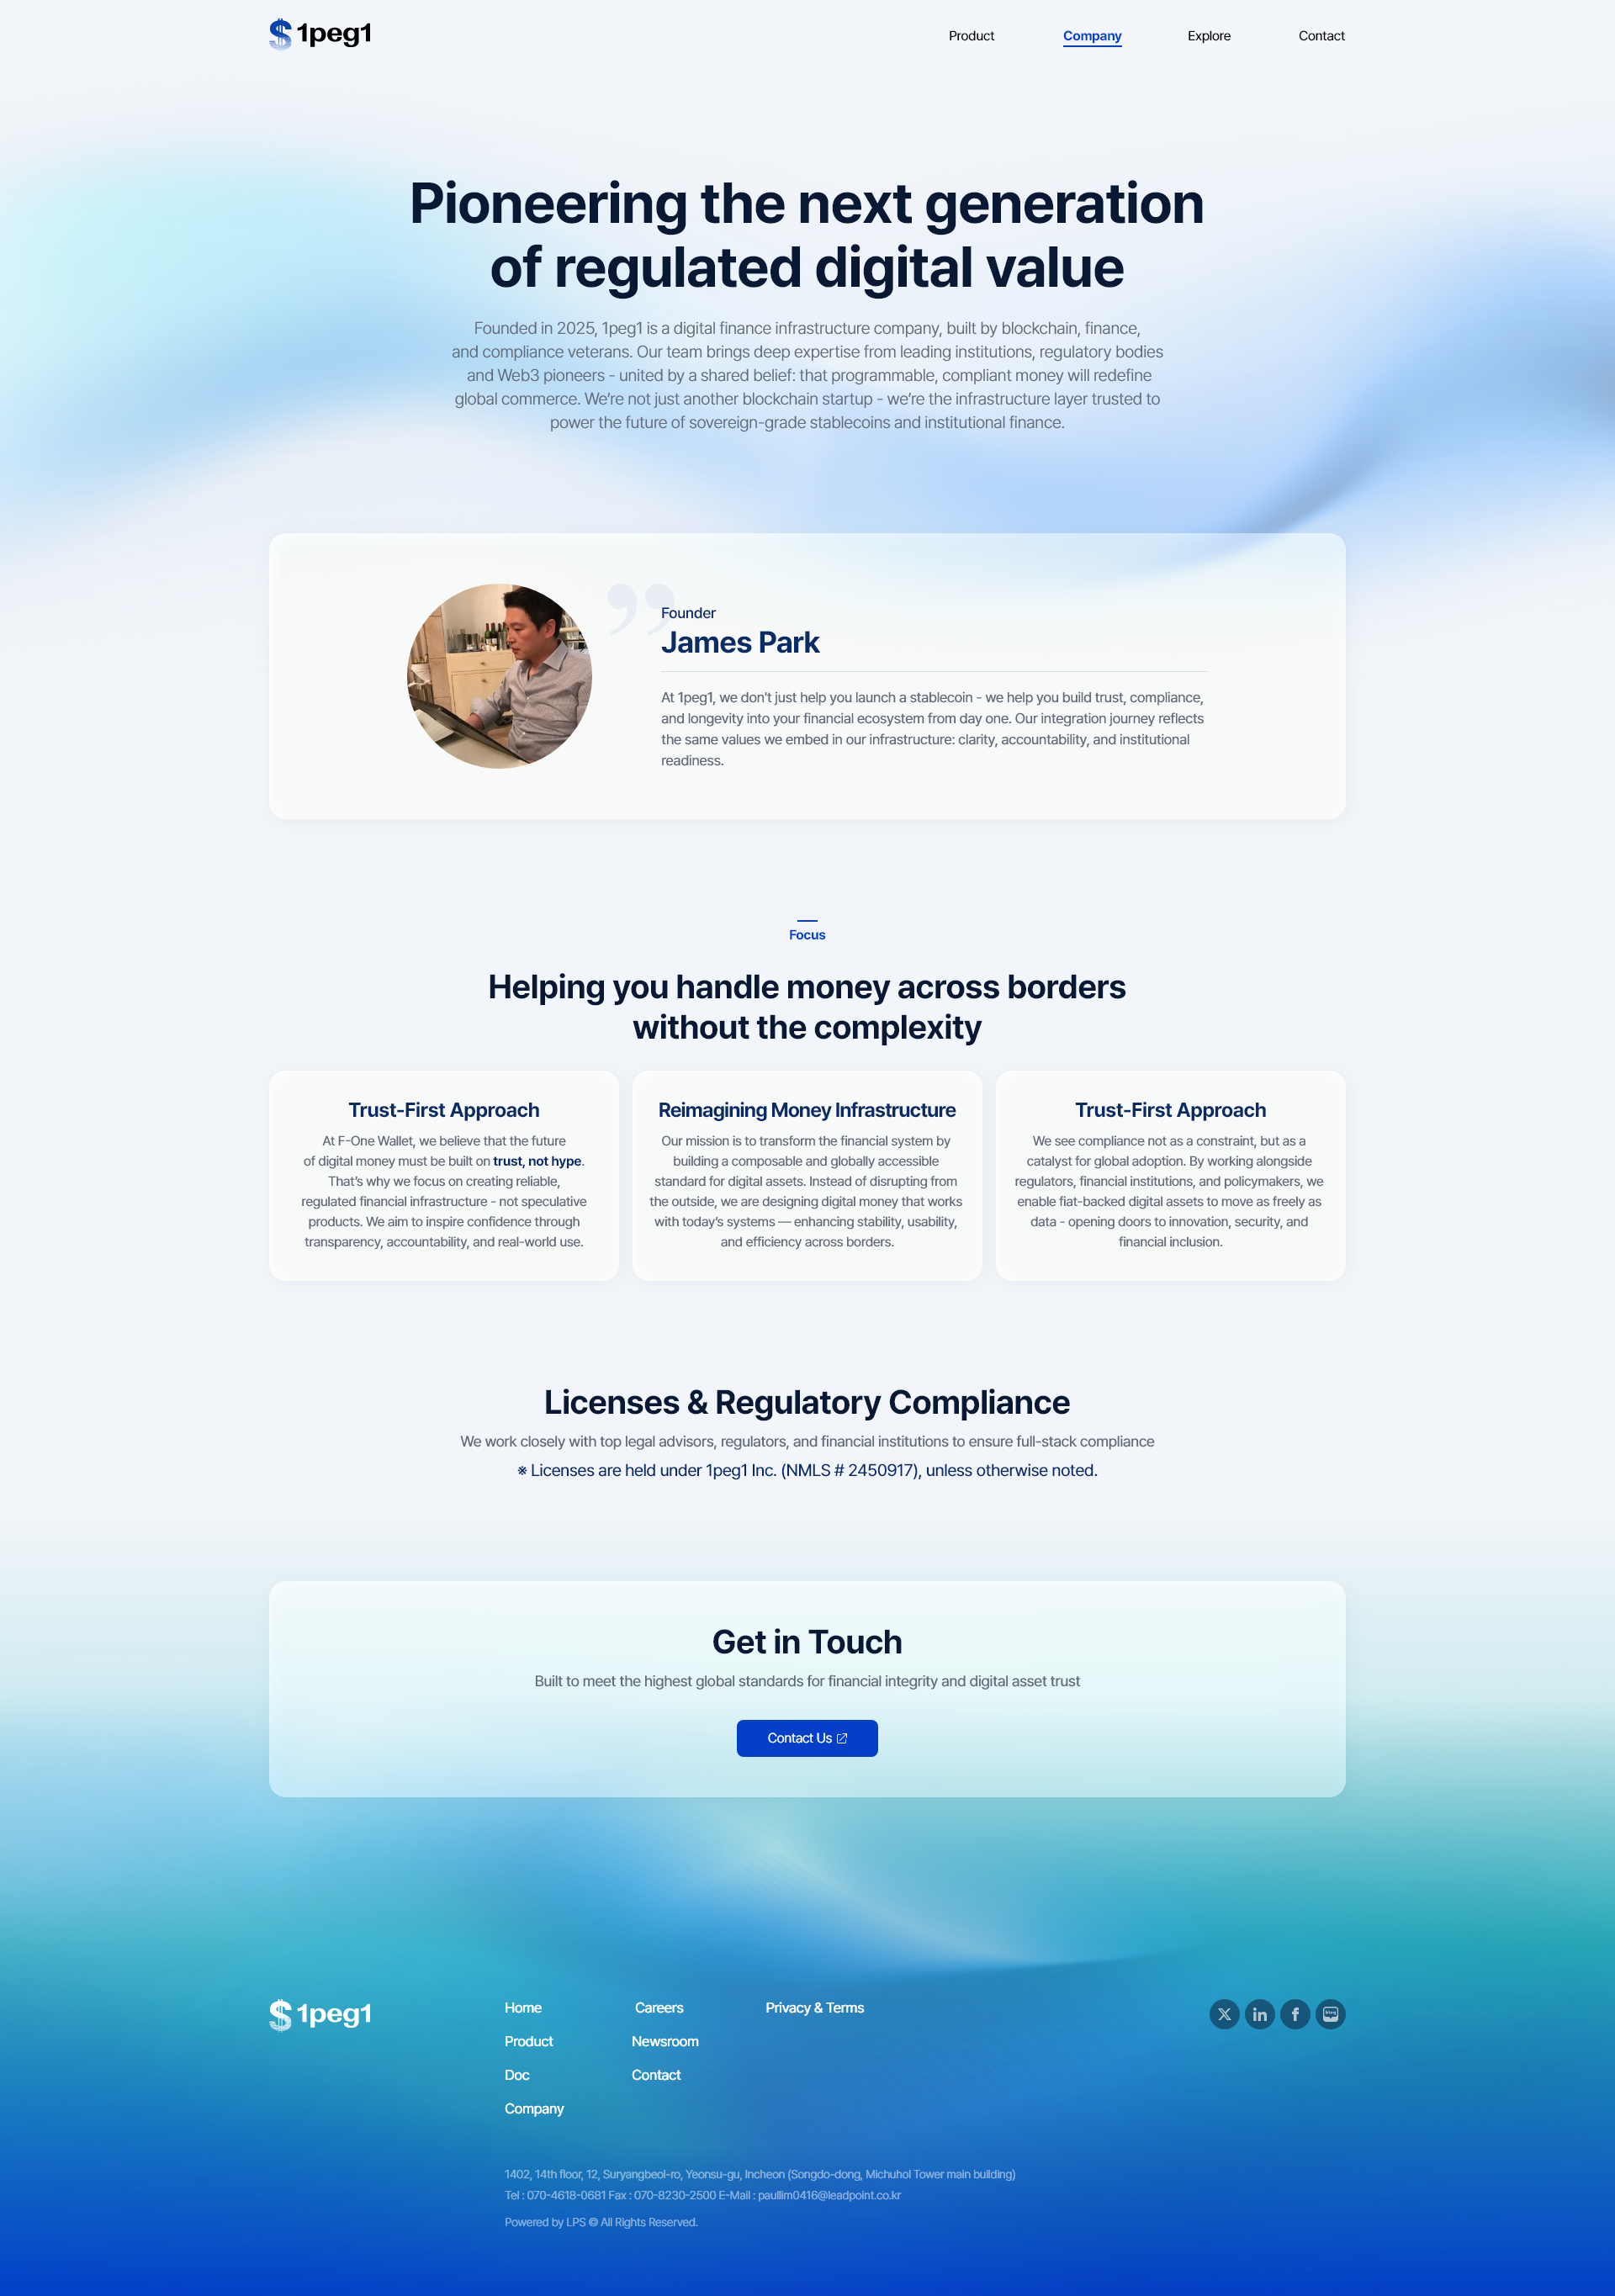 $ 1peg1
Product
Company
Explore
Contact
Pioneering the next generation
of regulated digital value
Founded in 2025, 1peg1 is a digital finance infrastructure company, built by blockchain, finance,
and compliance veterans. Our team brings deep expertise from leading institutions, regulatory bodies
and Web3 pioneers - united by a shared belief: that programmable, compliant money will redefine
global commerce. We’re not just another blockchain startup - we’re the infrastructure layer trusted to
power the future of sovereign-grade stablecoins and institutional finance.
”
Founder
James Park
At 1peg1, we don't just help you launch a stablecoin - we help you build trust, compliance,
and longevity into your financial ecosystem from day one. Our integration journey reflects
the same values we embed in our infrastructure: clarity, accountability, and institutional
readiness.
Focus
Helping you handle money across borders
without the complexity
Trust-First Approach
At F-One Wallet, we believe that the future
of digital money must be built on trust, not hype.
That’s why we focus on creating reliable,
regulated financial infrastructure - not speculative
products. We aim to inspire confidence through
transparency, accountability, and real-world use.
Reimagining Money Infrastructure
Our mission is to transform the financial system by
building a composable and globally accessible
standard for digital assets. Instead of disrupting from
the outside, we are designing digital money that works
with today’s systems — enhancing stability, usability,
and efficiency across borders.
Trust-First Approach
We see compliance not as a constraint, but as a
catalyst for global adoption. By working alongside
regulators, financial institutions, and policymakers, we
enable fiat-backed digital assets to move as freely as
data - opening doors to innovation, security, and
financial inclusion.
Licenses & Regulatory Compliance
We work closely with top legal advisors, regulators, and financial institutions to ensure full-stack compliance
※ Licenses are held under 1peg1 Inc. (NMLS # 2450917), unless otherwise noted.
Get in Touch
Built to meet the highest global standards for financial integrity and digital asset trust
Contact Us
$ 1peg1
Home
Product
Doc
Company
Careers
Newsroom
Contact
Privacy & Terms
X
in
f
blog
1402, 14th floor, 12, Suryangbeol-ro, Yeonsu-gu, Incheon (Songdo-dong, Michuhol Tower main building)
Tel : 070-4618-0681 Fax : 070-8230-2500 E-Mail : paullim0416@leadpoint.co.kr
Powered by LPS © All Rights Reserved.